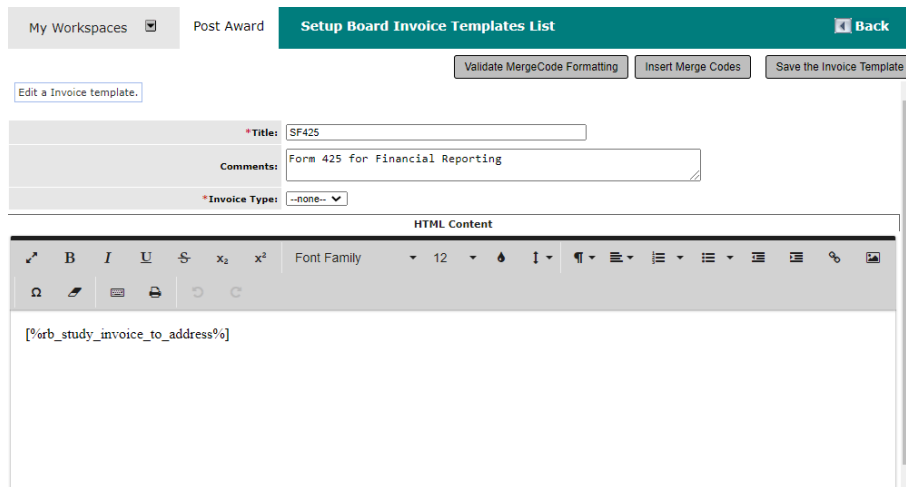 My Workspaces Post Award Setup Board Invoice Templates List Back
Validate MergeCode Formatting Insert Merge Codes Save the Invoice Template
Edit a Invoice template.
*Title: SF425
Comments: Form 425 for Financial Reporting
*Invoice Type: --none--
HTML Content
B I U S x₂ x² Font Family 12 ¶
Ω
[%rb_study_invoice_to_address%]